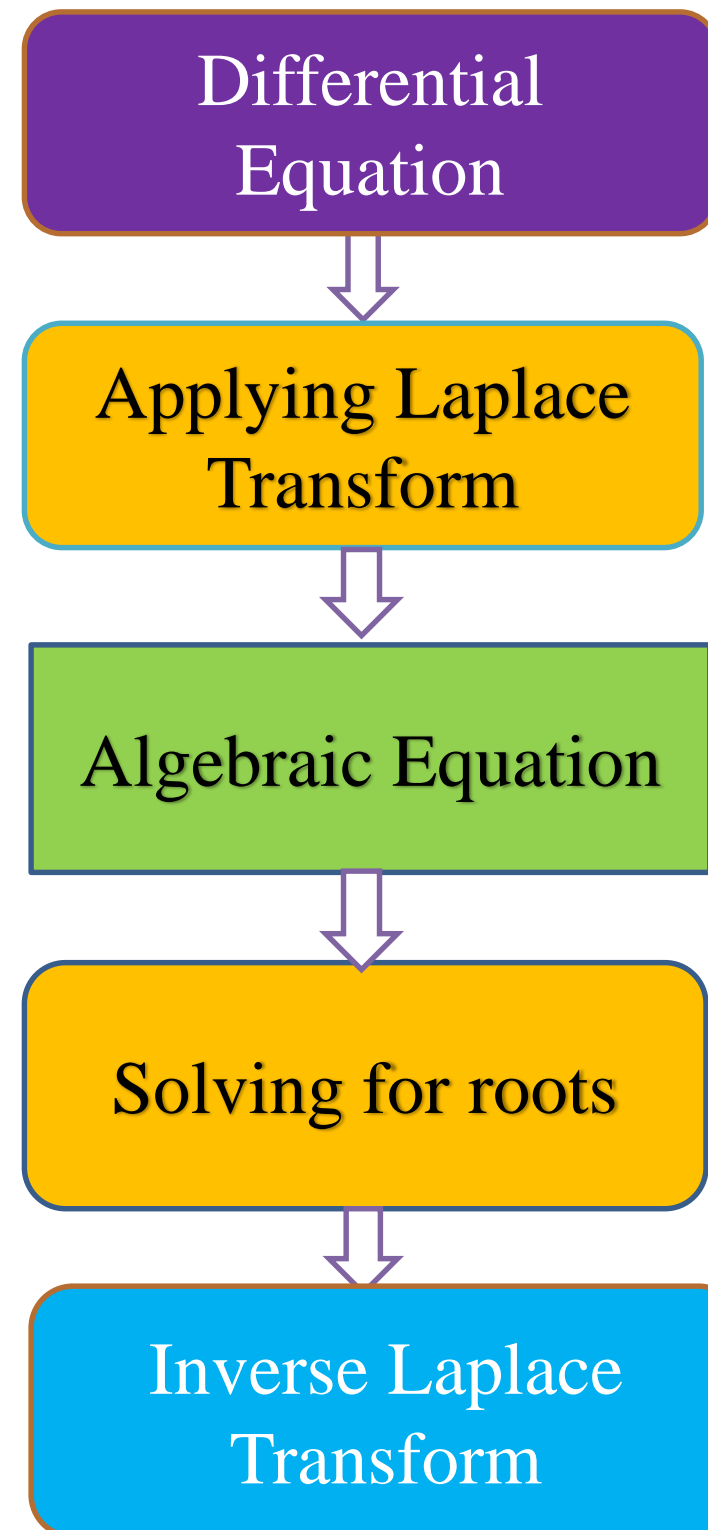 Differential
Equation
Applying Laplace
Transform
Algebraic Equation
Solving for roots
Inverse Laplace
Transform